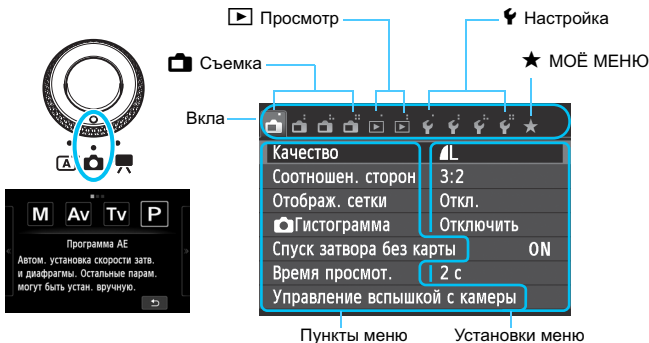 Просмотр
Настройка
Съемка
МОЁ МЕНЮ
Вкла
A
Качество
L
Соотношен. сторон
3:2
Отображ. сетки
Откл.
Гистограмма
Отключить
Спуск затвора без карты
ON
Время просмот.
2 с
Управление вспышкой с камеры
M Av Tv P
Программа AE
Автом. установка скорости затв.
и диафрагмы. Остальные парам.
могут быть устан. вручную.
Пункты меню
Установки меню